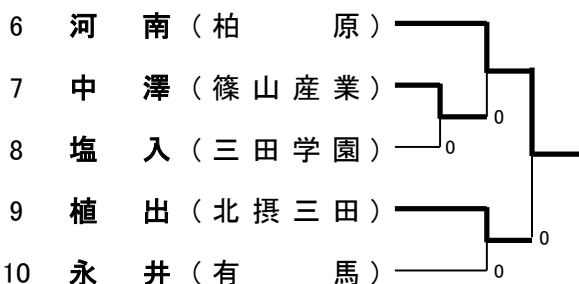 6 河 南 ( 柏 原 )
7 中 澤 ( 篠 山 産 業 )
0
8 塩 入 ( 三 田 学 園 )
0
9 植 出 ( 北 摂 三 田 )
0
10 永 井 ( 有 馬 )
0